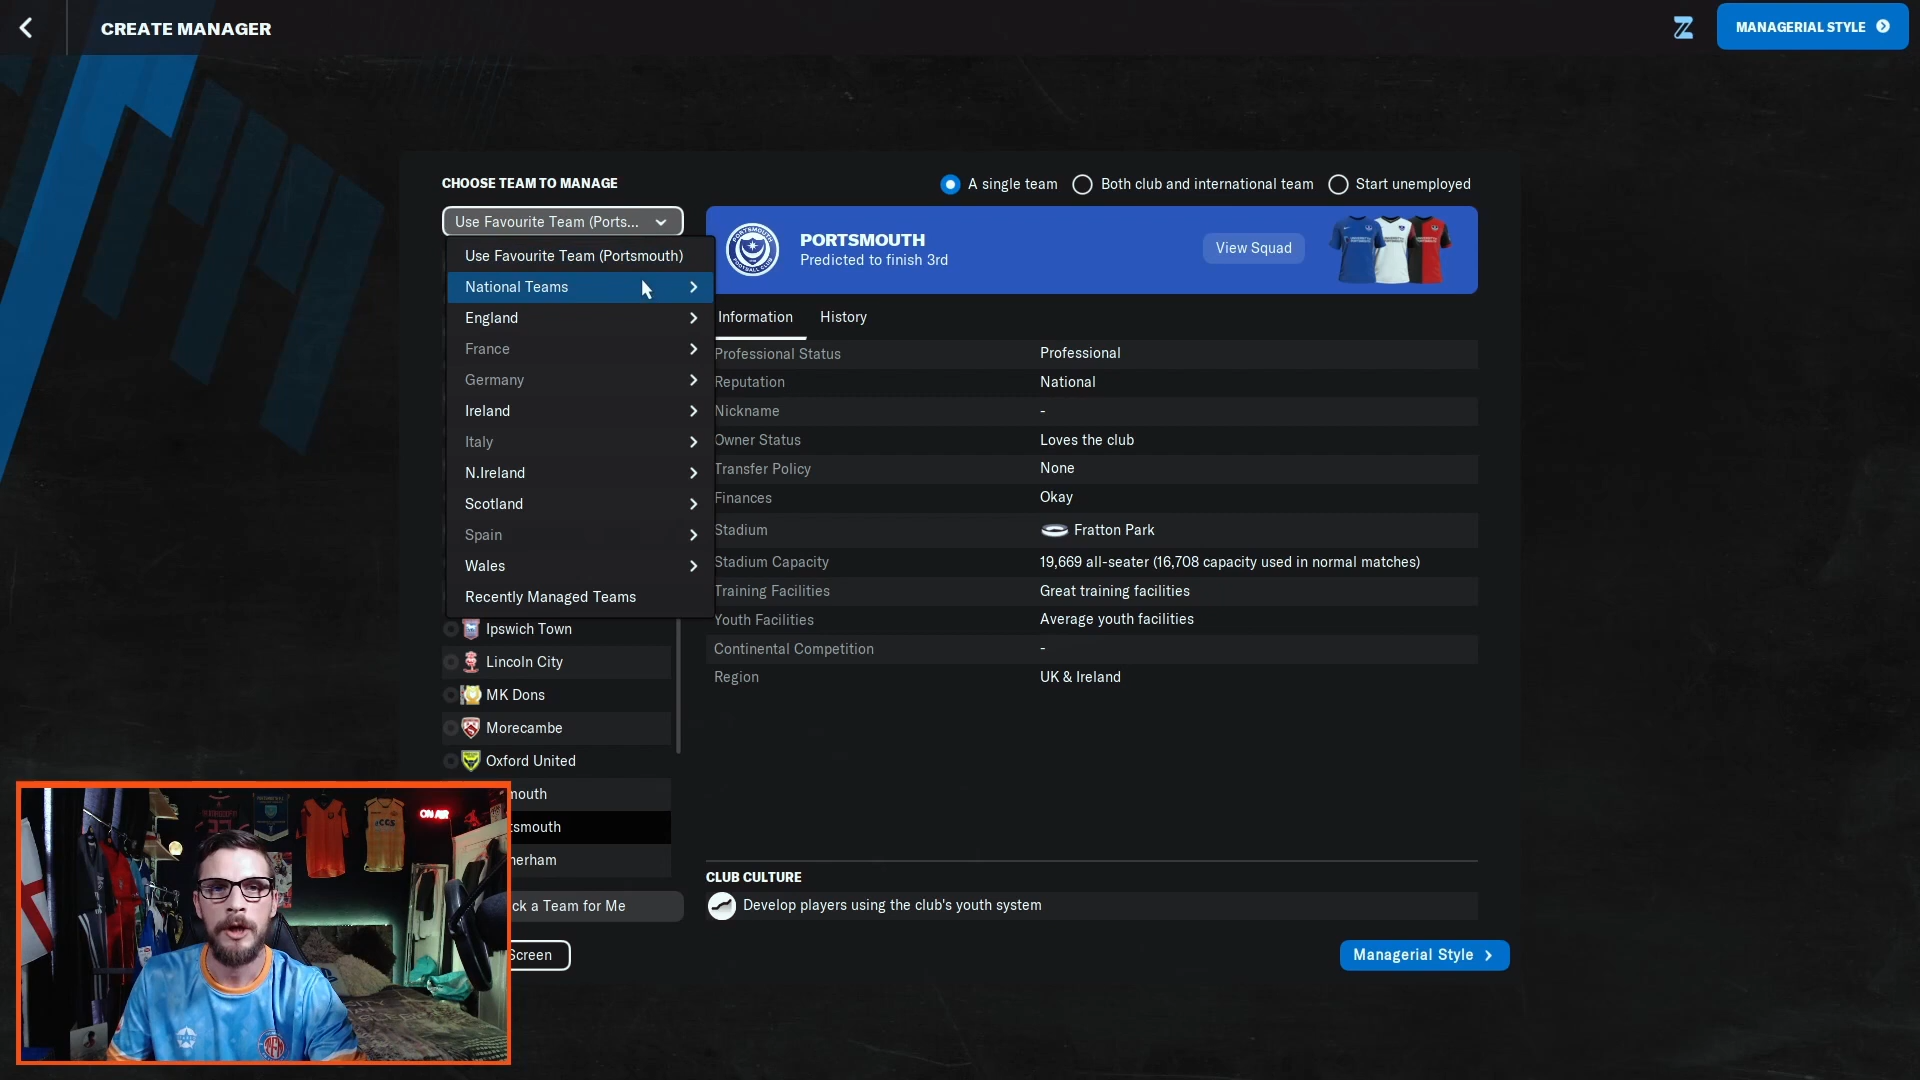 CREATE MANAGER
MANAGERIAL STYLE
CHOOSE TEAM TO MANAGE
A single team
Both club and international team
Start unemployed
Use Favourite Team (Ports...
Use Favourite Team (Portsmouth)
National Teams
England
France
Germany
Ireland
Italy
N.Ireland
Scotland
Spain
Wales
Recently Managed Teams
Ipswich Town
Lincoln City
MK Dons
Morecambe
Oxford United
mouth
tsmouth
herham
ck a Team for Me
Screen
PORTSMOUTH
Predicted to finish 3rd
View Squad
Information
History
Professional Status
Professional
Reputation
National
Nickname
-
Owner Status
Loves the club
Transfer Policy
None
Finances
Okay
Stadium
Fratton Park
Stadium Capacity
19,669 all-seater (16,708 capacity used in normal matches)
Training Facilities
Great training facilities
Youth Facilities
Average youth facilities
Continental Competition
-
Region
UK & Ireland
CLUB CULTURE
Develop players using the club's youth system
Managerial Style
ON AIR